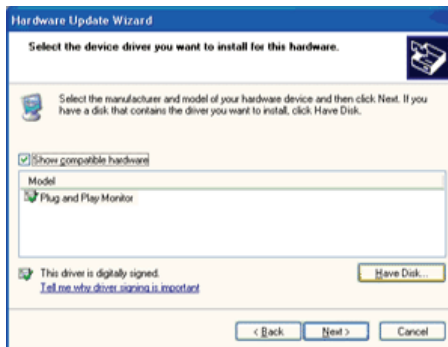 Hardware Update Wizard
Select the device driver you want to install for this hardware.
Select the manufacturer and model of your hardware device and then click Next. If you
have a disk that contains the driver you want to install, click Have Disk.
Show compatible hardware
Model
Plug and Play Monitor
This driver is digitally signed.
Have Disk...
Tell me why driver signing is important
< Back
Next >
Cancel